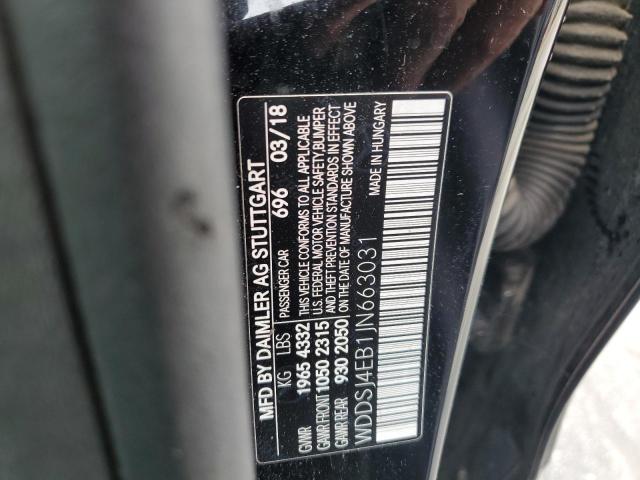 MFD BY DAIMLER AG STUTTGART
PASSENGER CAR 696 03/18
KG LBS
GVWR 1965 4332
GAWR FRONT 1050 2315
GAWR REAR 930 2050
THIS VEHICLE CONFORMS TO ALL APPLICABLE
U.S. FEDERAL MOTOR VEHICLE SAFETY,BUMPER
AND THEFT PREVENTION STANDARDS IN EFFECT
ON THE DATE OF MANUFACTURE SHOWN ABOVE
WDDSJ4EB1JN663031
MADE IN HUNGARY